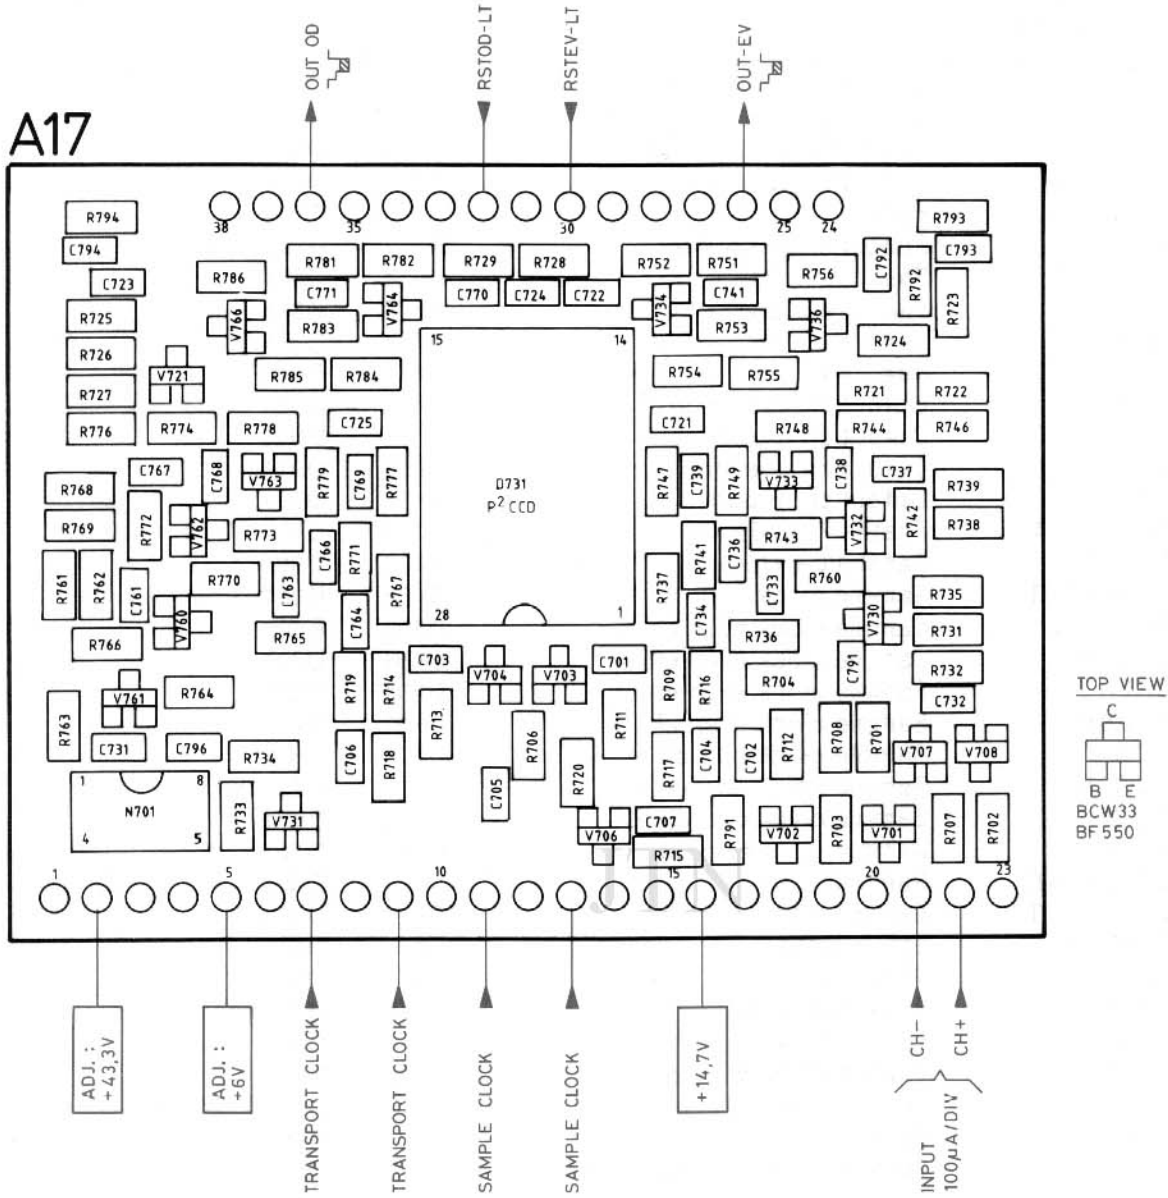 OUT OD
RSTOD-LT
RSTEV-LT
OUT-EV
A17
38
35
30
25
24
R794
R793
C794
C793
C792
R781
R782
R729
R728
R752
R751
R756
R792
R786
C723
C771
C770
C724
C722
C741
R723
V766
V764
V734
V736
R725
R783
R753
R724
15
14
R726
V721
R785
R784
R754
R755
R727
R721
R722
R776
R774
R778
C725
C721
R748
R744
R746
C767
C768
V763
R779
C769
R777
D731
P2 CCD
R747
C739
R749
V733
C738
C737
R768
R739
R769
R772
V762
R773
C766
R771
R741
C736
R743
V732
R742
R738
R761
R762
C761
R770
C763
R767
R737
C733
R760
R735
V760
C764
28
1
C734
V730
R731
R766
R765
R736
C703
V704
V703
C701
R732
V761
R764
R719
R714
R709
R716
R704
C791
C732
R763
C731
C796
R734
C706
R718
R713
R706
R711
R720
R717
C704
C702
R712
R708
R701
V707
V708
1
8
N701
4
5
R733
V731
C705
V706
C707
R715
R791
V702
R703
V701
R707
R702
TOP VIEW
C
B E
BCW33
BF550
JTN
1
5
10
15
20
23
ADJ. :
+43,3V
ADJ. :
+6V
TRANSPORT CLOCK
TRANSPORT CLOCK
SAMPLE CLOCK
SAMPLE CLOCK
+14,7V
CH-
CH+
INPUT
100µA/DIV